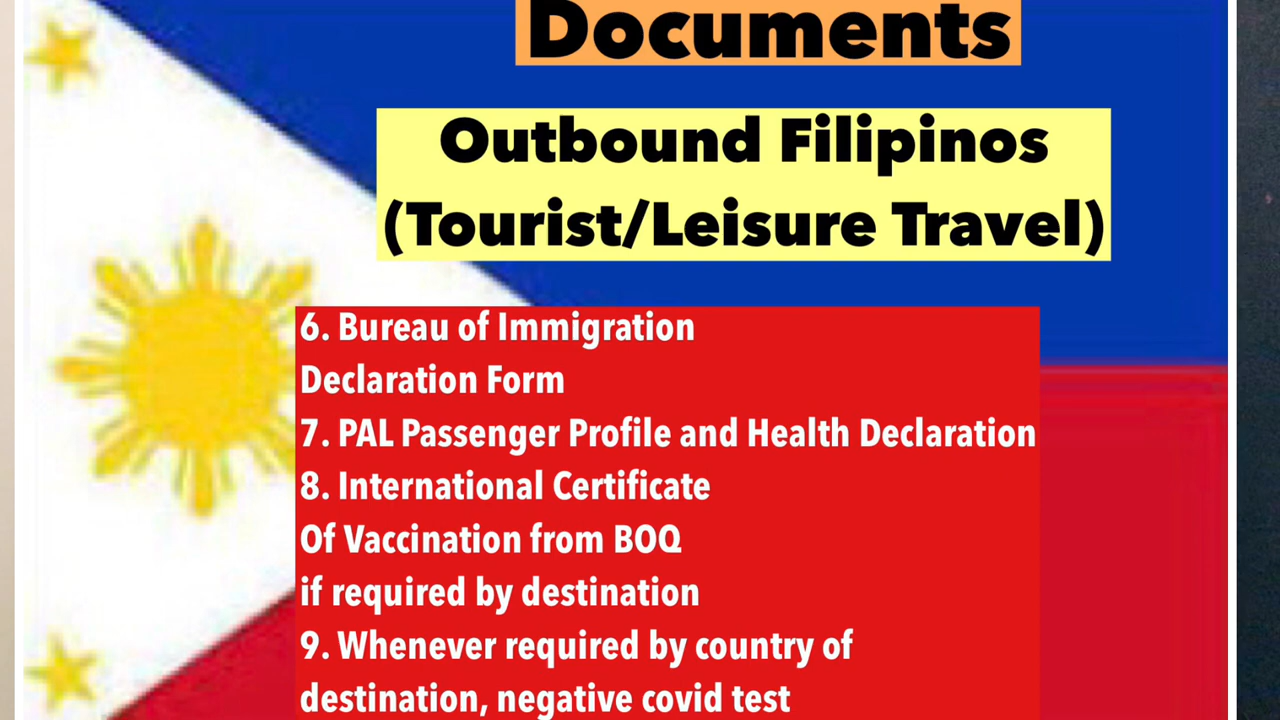 Documents
Outbound Filipinos
(Tourist/Leisure Travel)
6. Bureau of Immigration
Declaration Form
7. PAL Passenger Profile and Health Declaration
8. International Certificate
Of Vaccination from BOQ
if required by destination
9. Whenever required by country of
destination, negative covid test